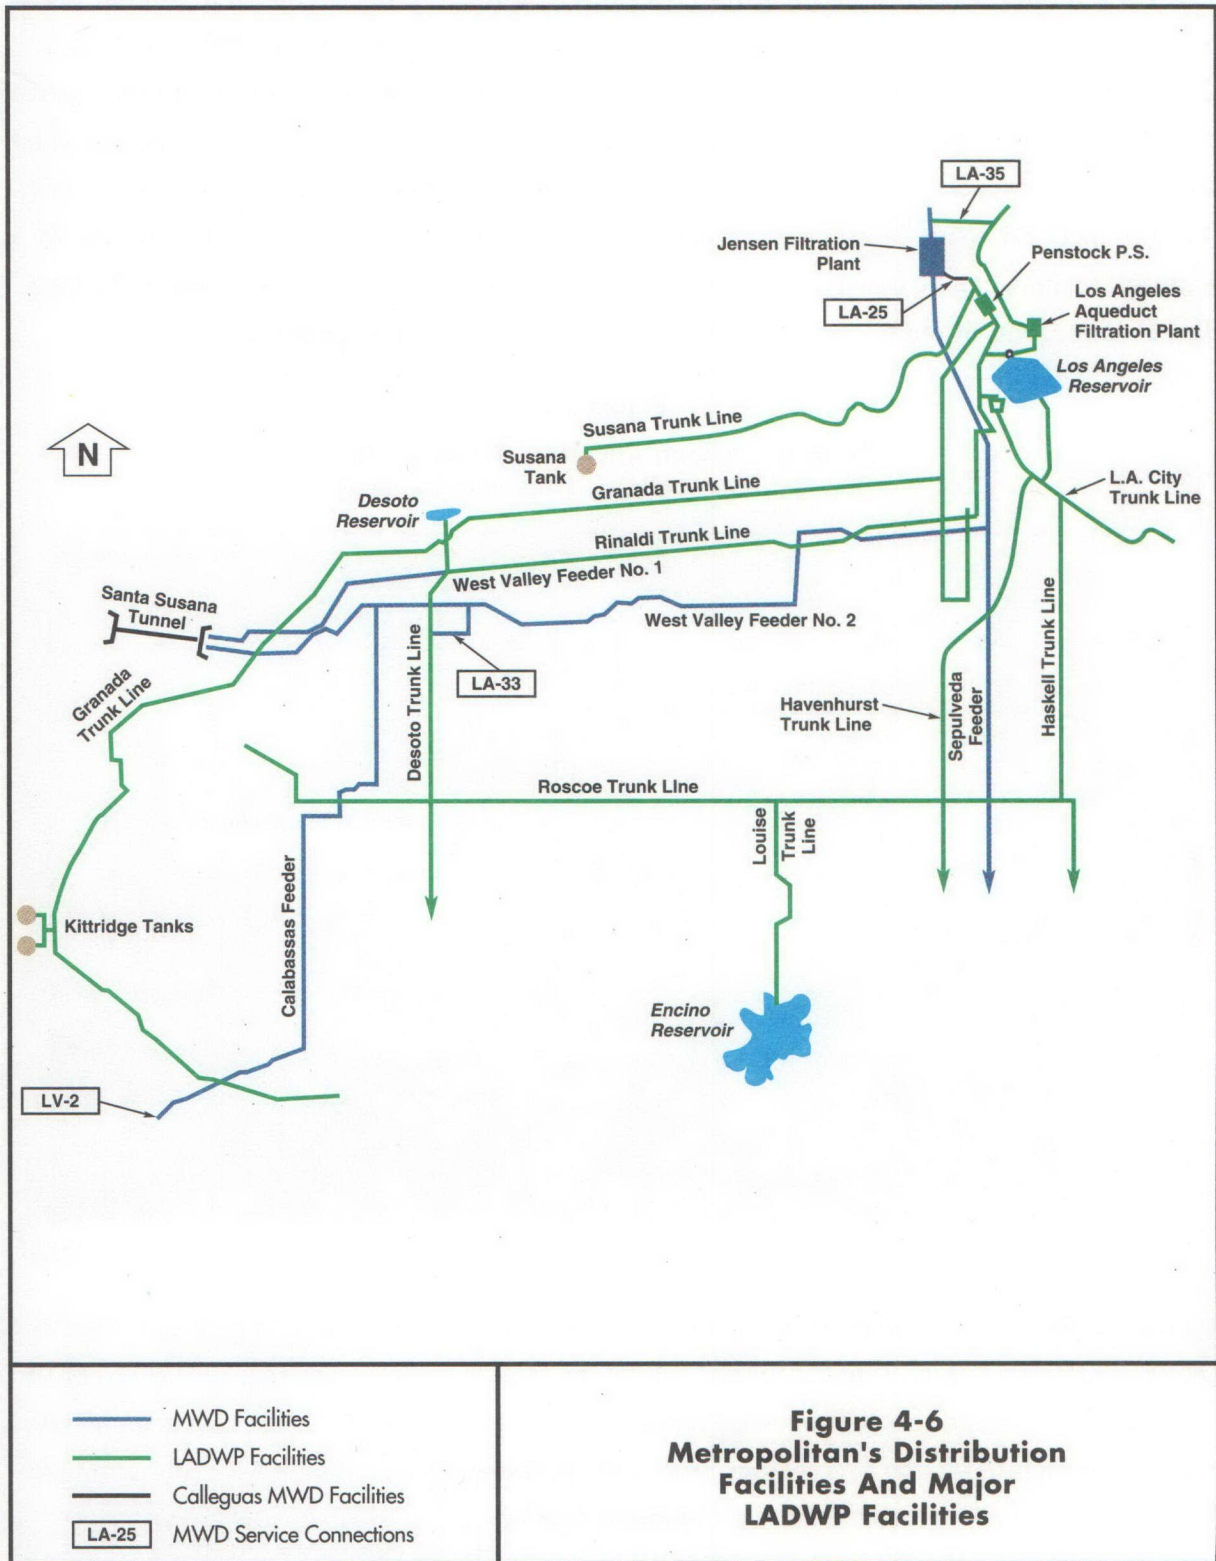 LA-35
Jensen Filtration
Plant
Penstock P.S.
LA-25
Los Angeles
Aqueduct
Filtration Plant
Los Angeles
Reservoir
Susana Trunk Line
N
Susana
Tank
L.A. City
Trunk Line
Granada Trunk Line
Desoto
Reservoir
Rinaldi Trunk Line
West Valley Feeder No. 1
Santa Susana
Tunnel
West Valley Feeder No. 2
LA-33
Granada
Trunk Line
Desoto Trunk Line
Havenhurst
Trunk Line
Sepulveda
Feeder
Haskell Trunk Line
Roscoe Trunk LIne
Louise
Trunk
Line
Calabassas Feeder
Kittridge Tanks
Encino
Reservoir
LV-2
MWD Facilities
LADWP Facilities
Calleguas MWD Facilities
LA-25 MWD Service Connections
Figure 4-6
Metropolitan's Distribution
Facilities And Major
LADWP Facilities